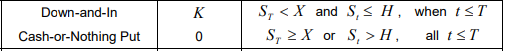 Down-and-In K S_T < X and S_t ≤ H , when t ≤ T
Cash-or-Nothing Put 0 S_T ≥ X or S_t > H , all t ≤ T